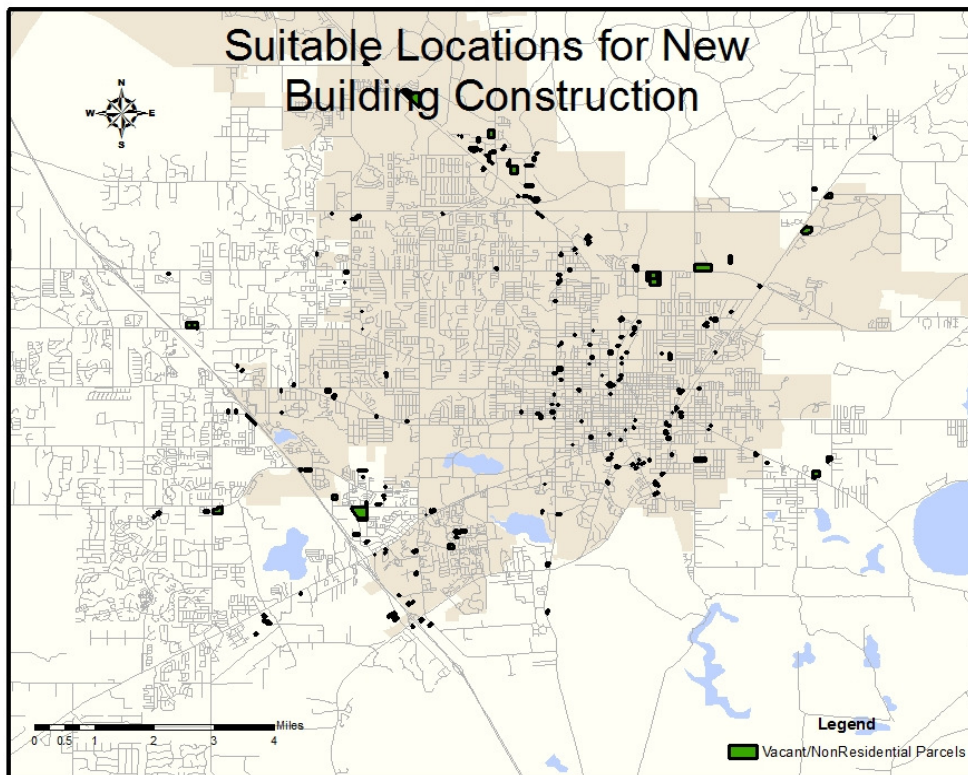 Suitable Locations for New
Building Construction
N
W E
S
Miles
0 0.5 1 2 3 4
Legend
Vacant/NonResidential Parcels